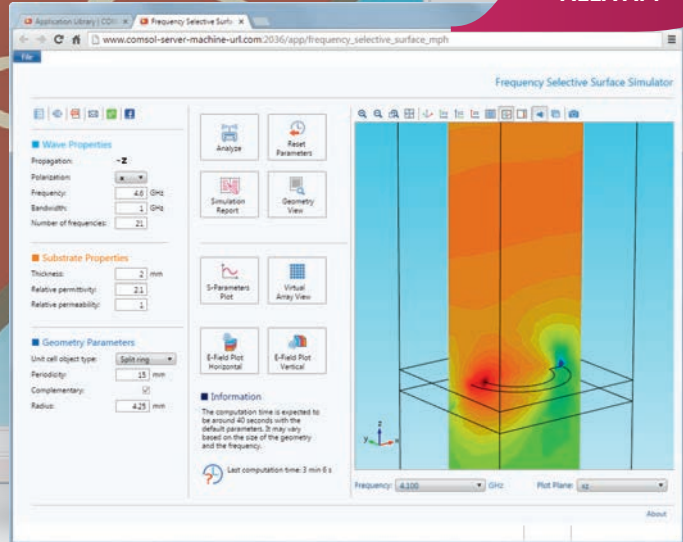 Application Library | COM
Frequency Selective Surfa
www.comsol-server-machine-url.com:2036/app/frequency_selective_surface_mph
File
Frequency Selective Surface Simulator
Wave Properties
Propagation: -Z
Polarization: x
Frequency: 4.6 GHz
Bandwidth: 1 GHz
Number of frequencies: 21
Substrate Properties
Thickness: 2 mm
Relative permittivity: 2.1
Relative permeability: 1
Geometry Parameters
Unit cell object type: Split ring
Periodicity: 15 mm
Complementary:
Radius: 4.25 mm
Analyze
Reset
Parameters
Simulation
Report
Geometry
View
S-Parameters
Plot
Virtual
Array View
E-Field Plot
Horizontal
E-Field Plot
Vertical
Information
The computation time is expected to
be around 40 seconds with the
default parameters. It may vary
based on the size of the geometry
and the frequency.
Last computation time: 3 min 6 s
z
y
x
Frequency: 4.100 GHz Plot Plane: xz
About